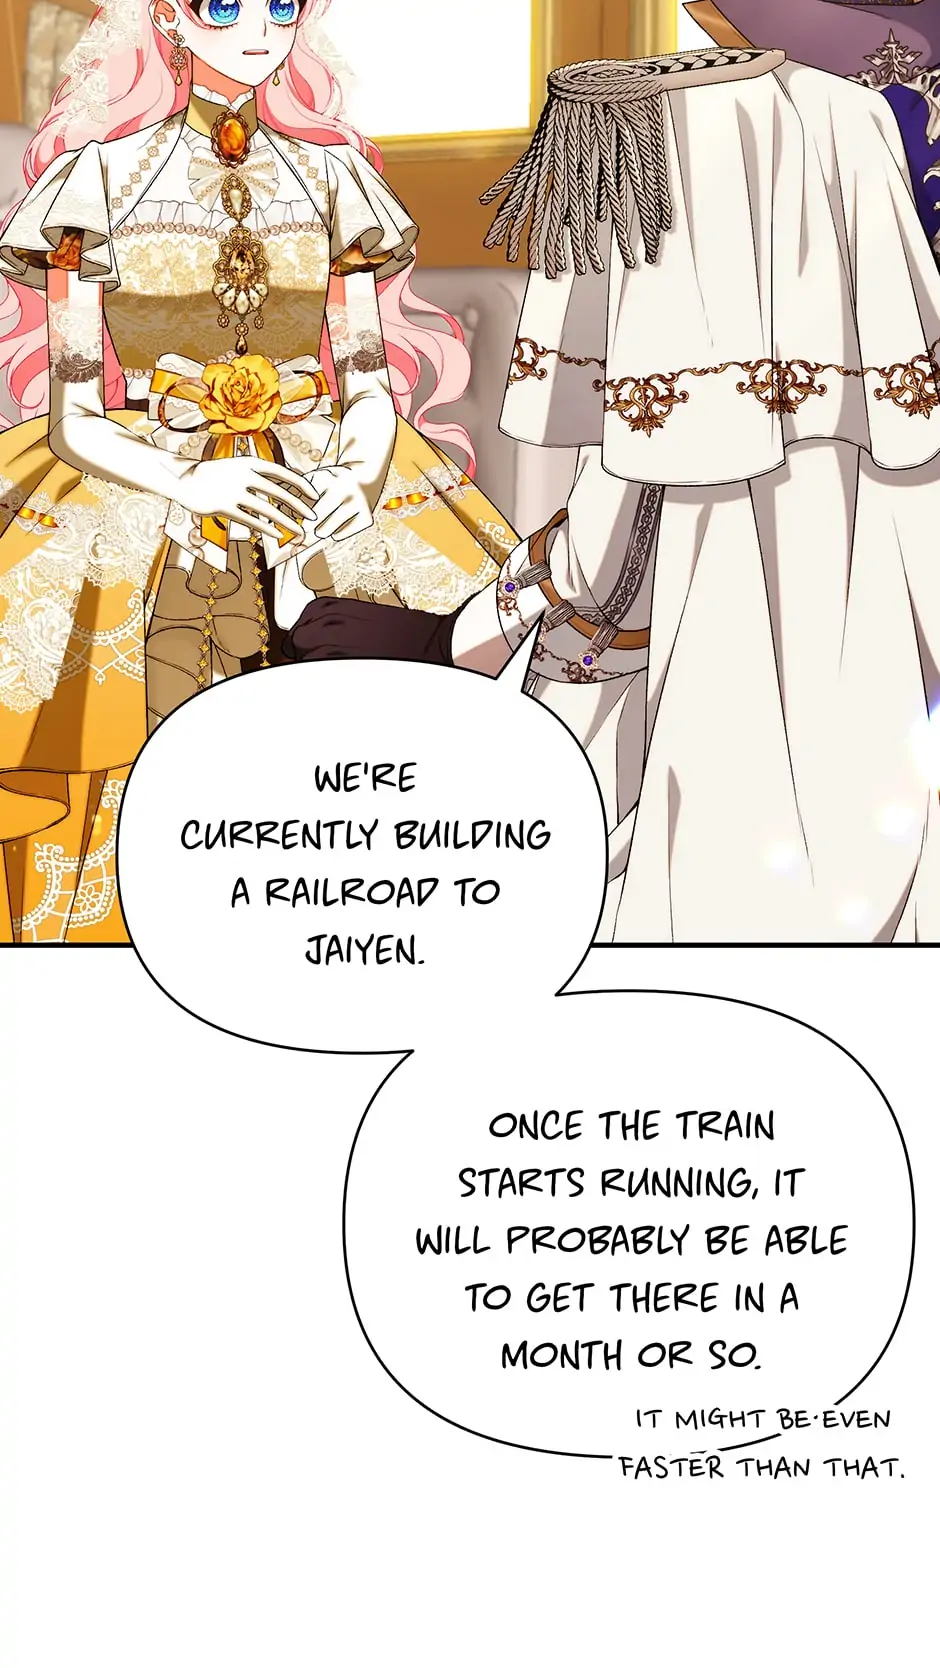 WE'RE
CURRENTLY BUILDING
A RAILROAD TO
JAIYEN.
ONCE THE TRAIN
STARTS RUNNING, IT
WILL PROBABLY BE ABLE
TO GET THERE IN A
MONTH OR SO.
IT MIGHT BE EVEN
FASTER THAN THAT.